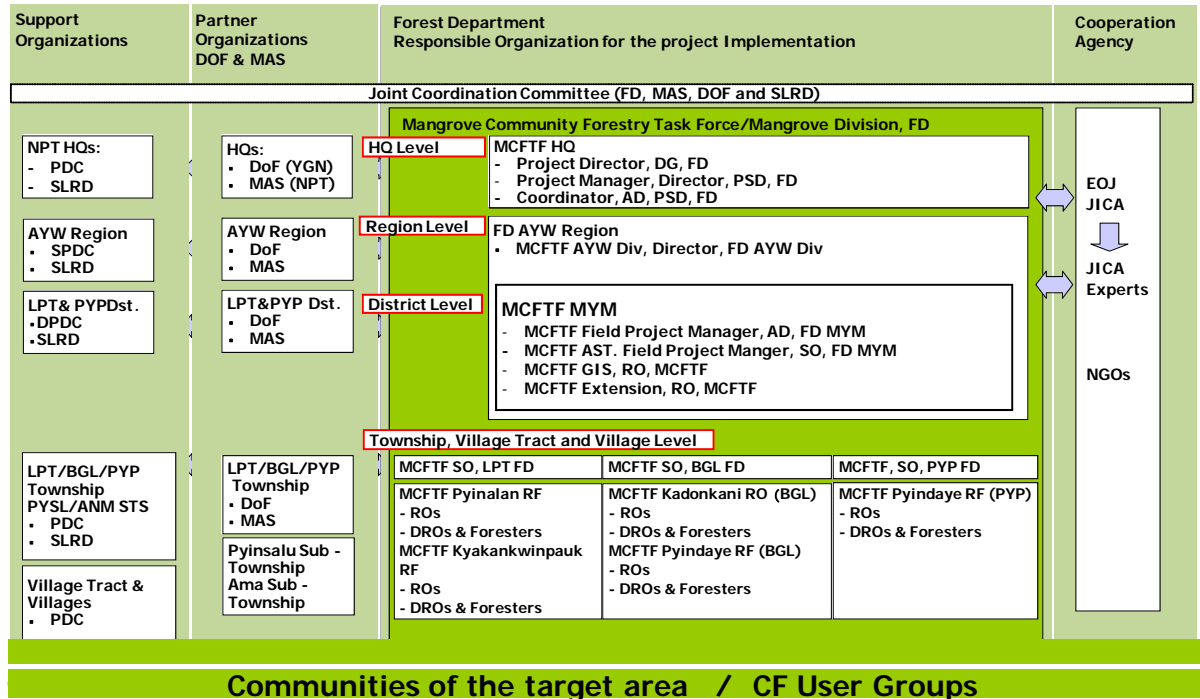 Support
Organizations
Partner
Organizations
DOF & MAS
Forest Department
Responsible Organization for the project Implementation
Cooperation
Agency
Joint Coordination Committee (FD, MAS, DOF and SLRD)
Mangrove Community Forestry Task Force/Mangrove Division, FD
NPT HQs:
- PDC
- SLRD
HQs:
▪ DoF (YGN)
▪ MAS (NPT)
HQ Level
MCFTF HQ
- Project Director, DG, FD
- Project Manager, Director, PSD, FD
- Coordinator, AD, PSD, FD
EOJ
JICA
JICA
Experts
NGOs
AYW Region
▪ SPDC
▪ SLRD
AYW Region
▪ DoF
▪ MAS
Region Level
FD AYW Region
▪ MCFTF AYW Div, Director, FD AYW Div
LPT& PYPDst.
▪DPDC
▪SLRD
LPT&PYP Dst.
▪ DoF
▪ MAS
District Level
MCFTF MYM
- MCFTF Field Project Manager, AD, FD MYM
- MCFTF AST. Field Project Manger, SO, FD MYM
- MCFTF GIS, RO, MCFTF
- MCFTF Extension, RO, MCFTF
Township, Village Tract and Village Level
LPT/BGL/PYP
Township
PYSL/ANM STS
▪ PDC
▪ SLRD
Village Tract &
Villages
▪ PDC
LPT/BGL/PYP
Township
▪ DoF
▪ MAS
Pyinsalu Sub -
Township
Ama Sub -
Township
MCFTF SO, LPT FD
MCFTF Pyinalan RF
- ROs
- DROs & Foresters
MCFTF Kyakankwinpauk
RF
- ROs
- DROs & Foresters
MCFTF SO, BGL FD
MCFTF Kadonkani RO (BGL)
- ROs
- DROs & Foresters
MCFTF Pyindaye RF (BGL)
- ROs
- DROs & Foresters
MCFTF, SO, PYP FD
MCFTF Pyindaye RF (PYP)
- ROs
- DROs & Foresters
Communities of the target area / CF User Groups